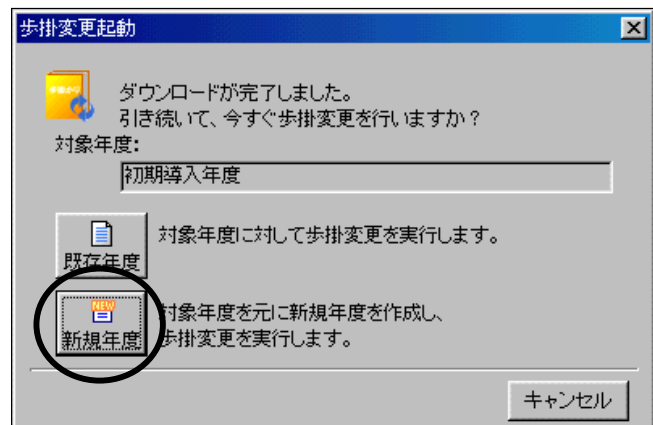 歩掛変更起動
ダウンロードが完了しました。
引き続いて、今すぐ歩掛変更を行いますか？
対象年度:
初期導入年度
既存年度
対象年度に対して歩掛変更を実行します。
NEW
新規年度
対象年度を元に新規年度を作成し、
歩掛変更を実行します。
キャンセル